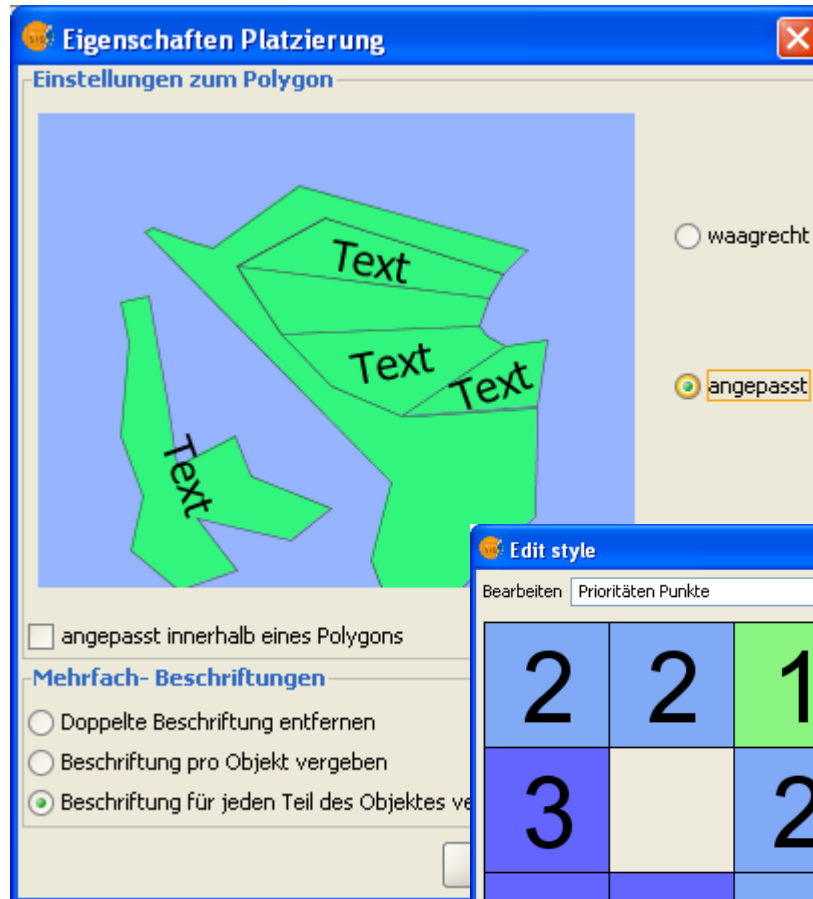 Eigenschaften Platzierung
Einstellungen zum Polygon
Text
waagrecht
Text
Text
angepasst
Text
angepasst innerhalb eines Polygons
Mehrfach- Beschriftungen
Doppelte Beschriftung entfernen
Beschriftung pro Objekt vergeben
Beschriftung für jeden Teil des Objektes ve
Edit style
Bearbeiten Prioritäten Punkte
2 2 1
3 2